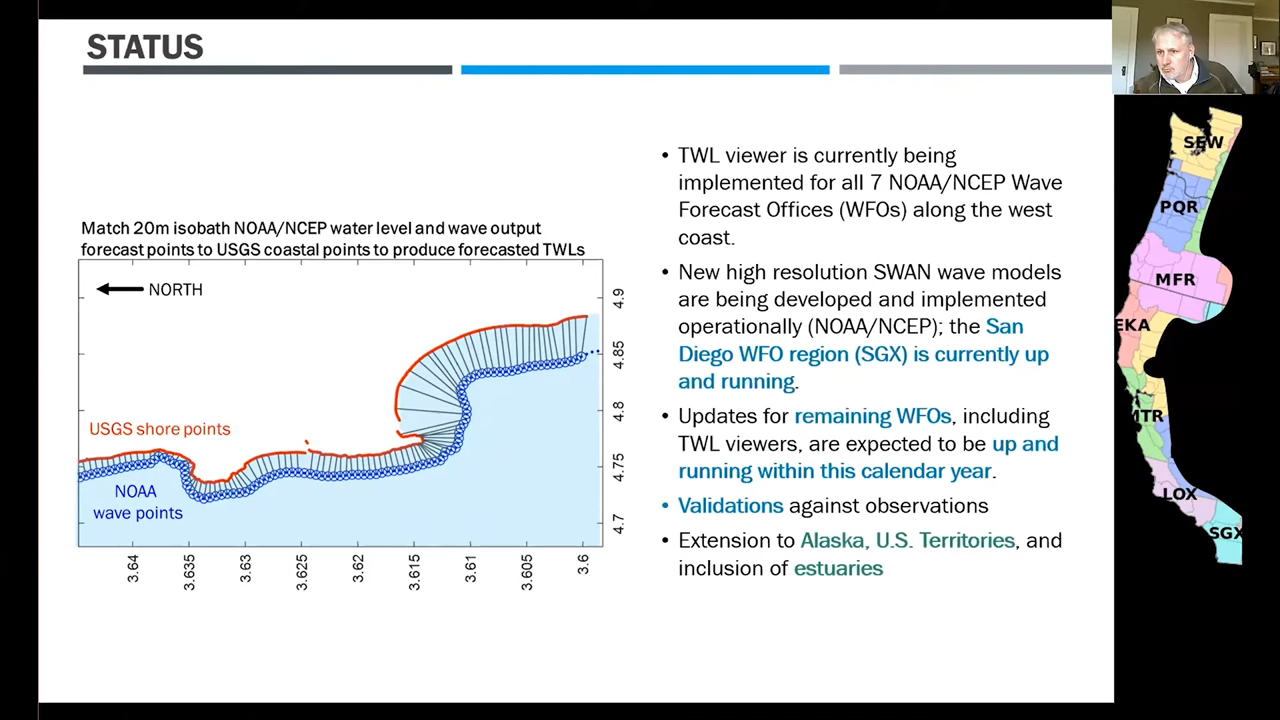 STATUS
Match 20m isobath NOAA/NCEP water level and wave output
forecast points to USGS coastal points to produce forecasted TWLs
NORTH
USGS shore points
NOAA
wave points
4.9
4.85
4.8
4.75
4.7
3.64
3.635
3.63
3.625
3.62
3.615
3.61
3.605
3.6
• TWL viewer is currently being
implemented for all 7 NOAA/NCEP Wave
Forecast Offices (WFOs) along the west
coast.
• New high resolution SWAN wave models
are being developed and implemented
operationally (NOAA/NCEP); the San
Diego WFO region (SGX) is currently up
and running.
• Updates for remaining WFOs, including
TWL viewers, are expected to be up and
running within this calendar year.
• Validations against observations
• Extension to Alaska, U.S. Territories, and
inclusion of estuaries
SEW
PQR
MFR
EKA
MTR
LOX
SGX